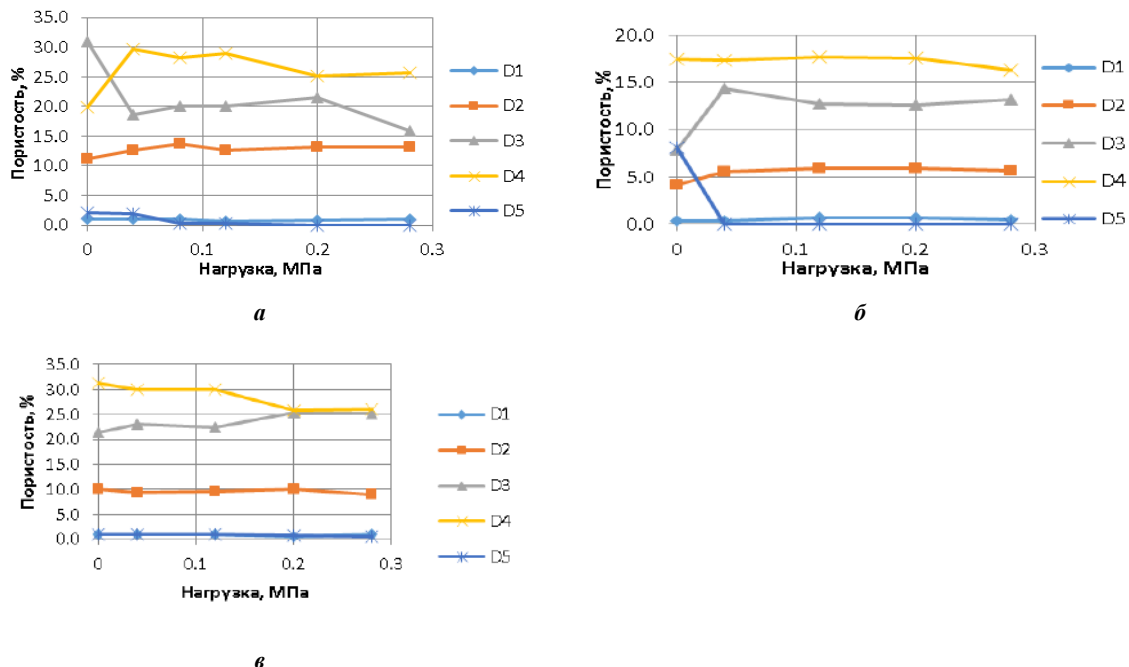 35.0
30.0
25.0
20.0
15.0
10.0
5.0
0.0
Пористость, %
0 0.1 0.2 0.3
Нагрузка, МПа
D1
D2
D3
D4
D5
а
20.0
15.0
10.0
5.0
0.0
Пористость, %
0 0.1 0.2 0.3
Нагрузка, МПа
D1
D2
D3
D4
D5
б
35.0
30.0
25.0
20.0
15.0
10.0
5.0
0.0
Пористость, %
0 0.1 0.2 0.3
Нагрузка, МПа
D1
D2
D3
D4
D5
в